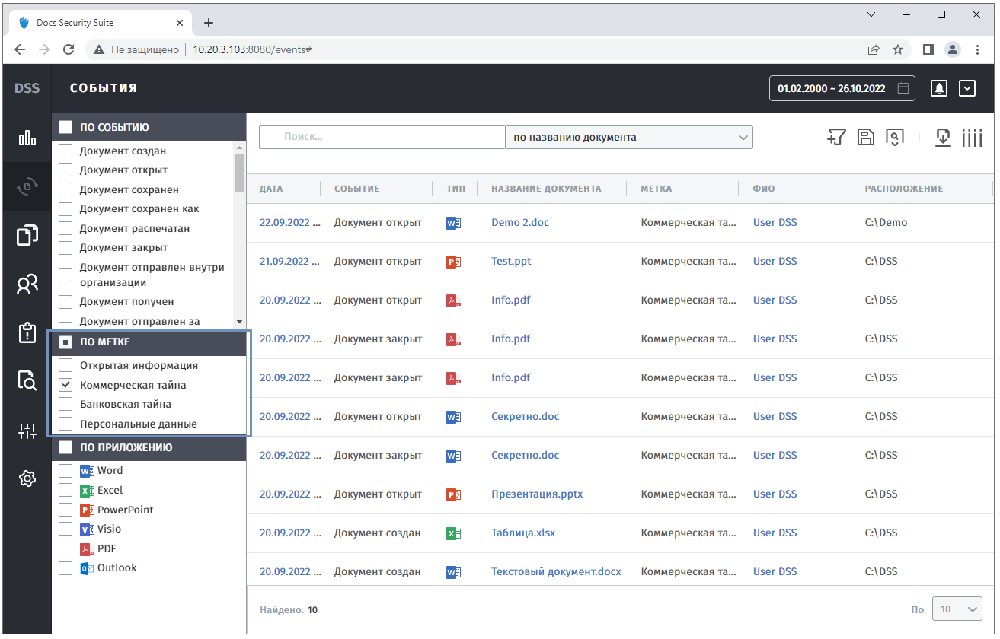 Docs Security Suite
Не защищено 10.20.3.103:8080/events#
DSS СОБЫТИЯ 01.02.2000 ~ 26.10.2022
ПО СОБЫТИЮ
Документ создан
Документ открыт
Документ сохранен
Документ сохранен как
Документ распечатан
Документ закрыт
Документ отправлен внутри
организации
Документ получен
Документ отправлен за
ПО МЕТКЕ
Открытая информация
Коммерческая тайна
Банковская тайна
Персональные данные
ПО ПРИЛОЖЕНИЮ
Word
Excel
PowerPoint
Visio
PDF
Outlook
Поиск... по названию документа
ДАТА СОБЫТИЕ ТИП НАЗВАНИЕ ДОКУМЕНТА МЕТКА ФИО РАСПОЛОЖЕНИЕ
22.09.2022 ... Документ открыт Demo 2.doc Коммерческая та... User DSS C:\Demo
21.09.2022 ... Документ открыт Test.ppt Коммерческая та... User DSS C:\DSS
20.09.2022 ... Документ открыт Info.pdf Коммерческая та... User DSS C:\DSS
20.09.2022 ... Документ закрыт Info.pdf Коммерческая та... User DSS C:\DSS
20.09.2022 ... Документ закрыт Info.pdf Коммерческая та... User DSS C:\DSS
20.09.2022 ... Документ открыт Секретно.doc Коммерческая та... User DSS C:\DSS
20.09.2022 ... Документ закрыт Секретно.doc Коммерческая та... User DSS C:\DSS
20.09.2022 ... Документ открыт Презентация.pptx Коммерческая та... User DSS C:\DSS
20.09.2022 ... Документ создан Таблица.xlsx Коммерческая та... User DSS C:\DSS
20.09.2022 ... Документ создан Текстовый документ.docx Коммерческая та... User DSS C:\DSS
Найдено: 10 По 10